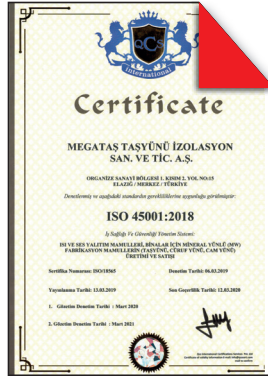 QCS
International
Certificate
MEGATAŞ TAŞYÜNÜ İZOLASYON
SAN. VE TİC. A.Ş.
ORGANİZE SANAYİ BÖLGESİ 1. KISIM 2. YOL NO:15
ELAZIĞ / MERKEZ / TÜRKİYE
Denetlenmiş ve aşağıdaki standardın gerekliliklerine uygunluğu görülmüştür:
ISO 45001:2018
İş Sağlığı Ve Güvenliği Yönetim Sistemi
ISI VE SES YALITIM MAMULLERİ, BİNALAR İÇİN MİNERAL YÜNLÜ (MW)
FABRİKASYON MAMULLERİN (TAŞYÜNÜ, CÜRUF YÜNÜ, CAM YÜNÜ)
ÜRETİMİ VE SATIŞI
Sertifika Numarası: ISO/18565
Denetim Tarihi: 06.03.2019
Yayınlanma Tarihi: 13.03.2019
Son Geçerlilik Tarihi: 12.03.2020
1. Gözetim Denetim Tarihi : Mart 2020
2. Gözetim Denetim Tarihi : Mart 2021